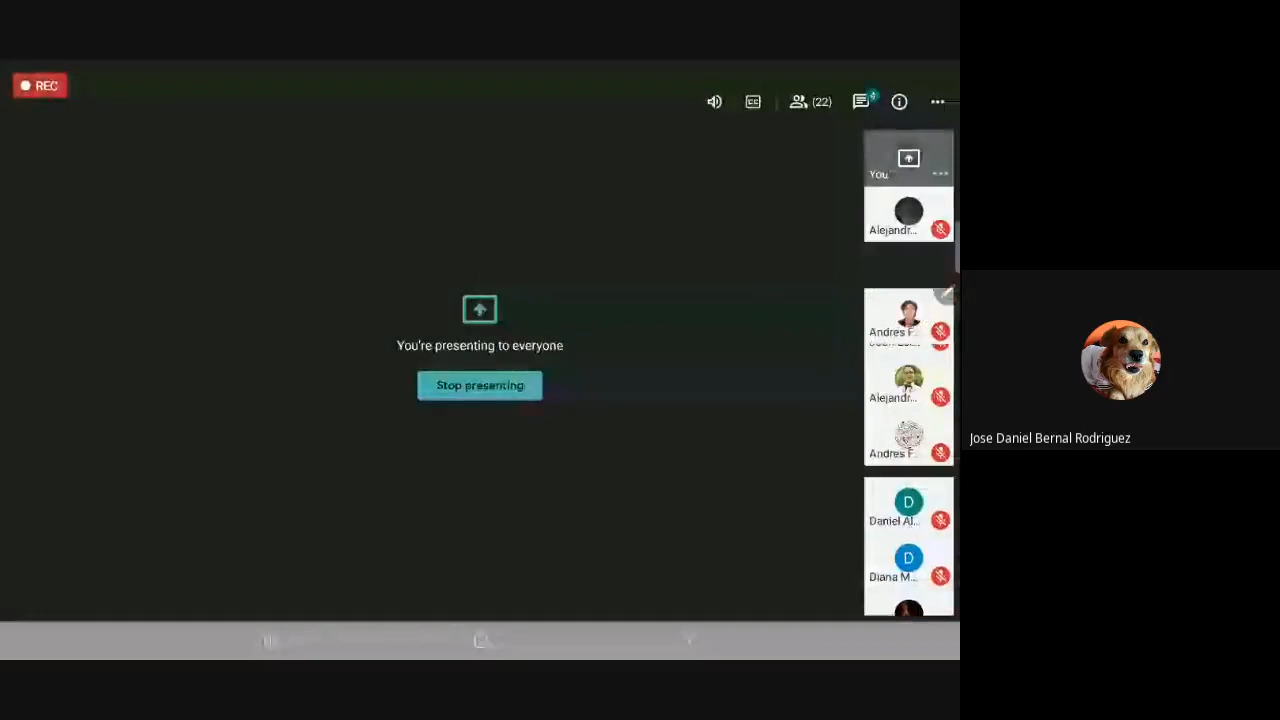 REC
(22)
You
Alejandr...
You're presenting to everyone
Andres F...
Stop presenting
Alejandr...
Jose Daniel Bernal Rodriguez
Andres F...
D
Daniel Al...
D
Diana M...